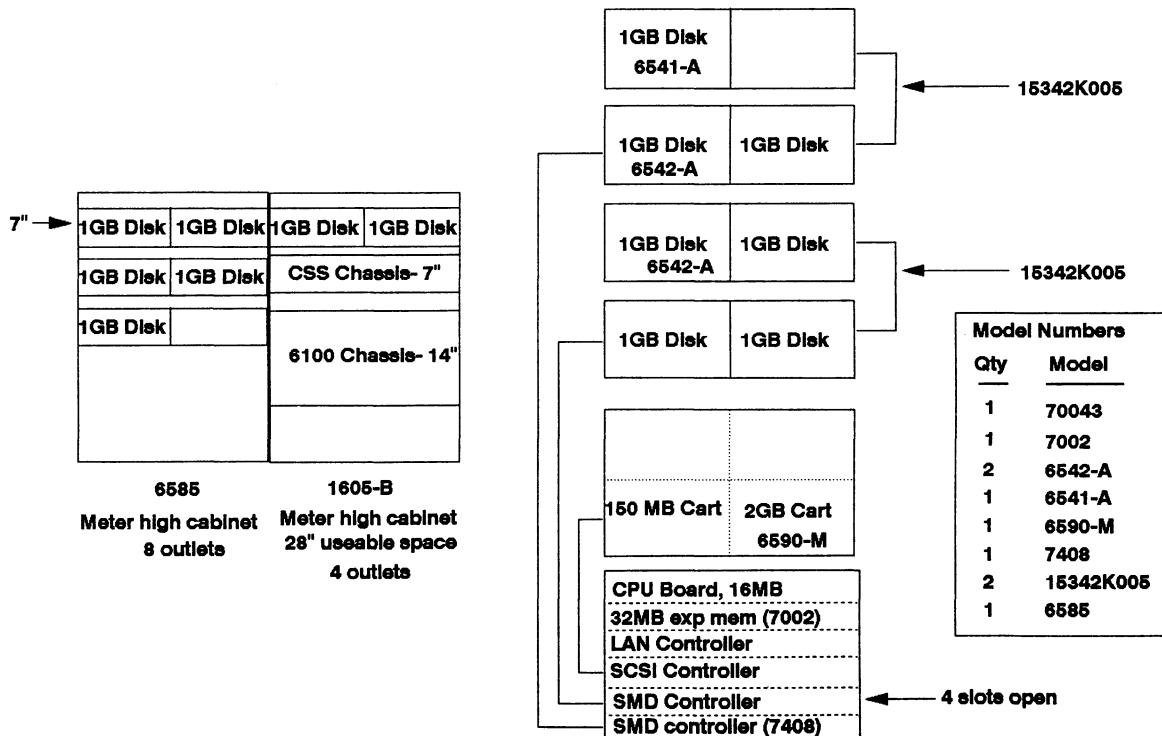 7"
1GB Disk 1GB Disk 1GB Disk 1GB Disk
1GB Disk 1GB Disk CSS Chassis- 7"
1GB Disk
6100 Chassis- 14"
6585
Meter high cabinet
8 outlets
1605-B
Meter high cabinet
28" useable space
4 outlets
1GB Disk
6541-A
15342K005
1GB Disk 1GB Disk
6542-A
1GB Disk 1GB Disk
6542-A
15342K005
1GB Disk 1GB Disk
150 MB Cart 2GB Cart
6590-M
CPU Board, 16MB
32MB exp mem (7002)
LAN Controller
SCSI Controller
SMD Controller
4 slots open
SMD controller (7408)
Model Numbers
Qty Model
1 70043
1 7002
2 6542-A
1 6541-A
1 6590-M
1 7408
2 15342K005
1 6585